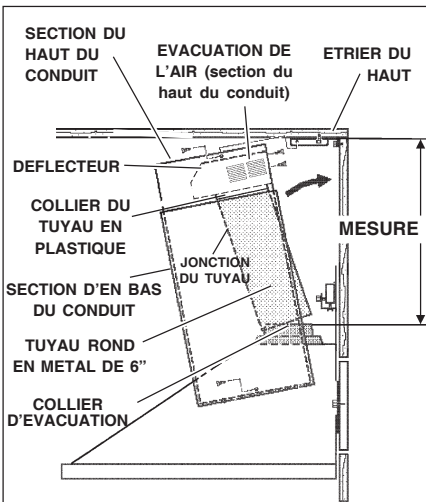 SECTION DU
HAUT DU
CONDUIT
EVACUATION DE
L'AIR (section du
haut du conduit)
ETRIER DU
HAUT
DEFLECTEUR
COLLIER DU
TUYAU EN
PLASTIQUE
MESURE
JONCTION
DU TUYAU
SECTION D'EN BAS
DU CONDUIT
TUYAU ROND
EN METAL DE 6”
COLLIER
D'EVACUATION